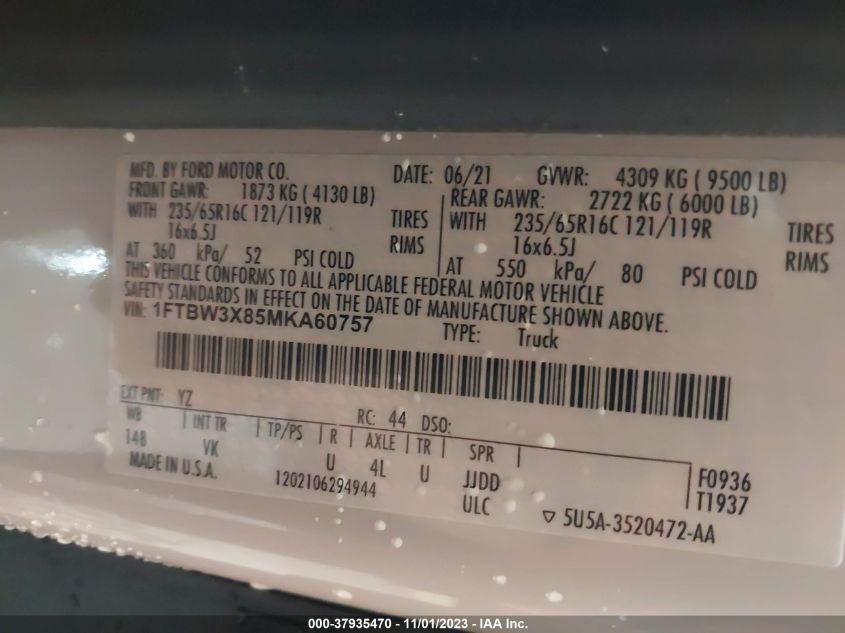 MFD. BY FORD MOTOR CO. DATE: 06/21 GVWR: 4309 KG ( 9500 LB)
FRONT GAWR: 1873 KG ( 4130 LB) REAR GAWR: 2722 KG ( 6000 LB)
WITH 235/65R16C 121/119R TIRES WITH 235/65R16C 121/119R TIRES
16x6.5J RIMS 16x6.5J RIMS
AT 360 kPa/ 52 PSI COLD AT 550 kPa/ 80 PSI COLD
THIS VEHICLE CONFORMS TO ALL APPLICABLE FEDERAL MOTOR VEHICLE
SAFETY STANDARDS IN EFFECT ON THE DATE OF MANUFACTURE SHOWN ABOVE.
VIN: 1FTBW3X85MKA60757 TYPE: Truck
EXT PNT: YZ RC: 44 DSO:
WB INT TR TP/PS R AXLE TR SPR
148 VK U 4L U JJDD F0936
MADE IN U.S.A. 1202106294944 ULC T1937
5U5A-3520472-AA
000-37935470 - 11/01/2023 - IAA Inc.